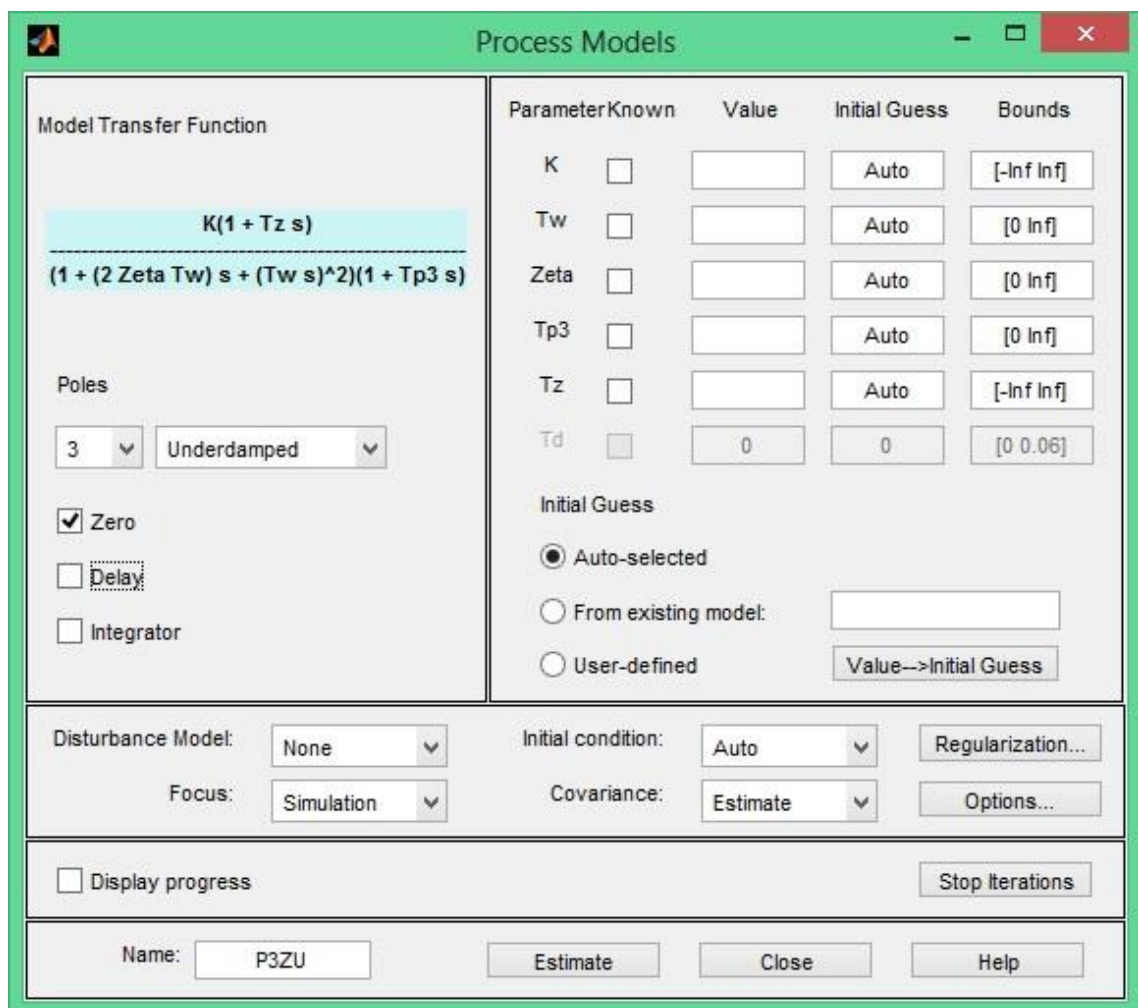 Process Models
Model Transfer Function
K(1 + Tz s)
(1 + (2 Zeta Tw) s + (Tw s)^2)(1 + Tp3 s)
Poles
3 Underdamped
Zero
Delay
Integrator
Parameter Known Value Initial Guess Bounds
K Auto [-Inf Inf]
Tw Auto [0 Inf]
Zeta Auto [0 Inf]
Tp3 Auto [0 Inf]
Tz Auto [-Inf Inf]
Td 0 0 [0 0.06]
Initial Guess
Auto-selected
From existing model:
User-defined Value-->Initial Guess
Disturbance Model: None Initial condition: Auto Regularization...
Focus: Simulation Covariance: Estimate Options...
Display progress Stop Iterations
Name: P3ZU Estimate Close Help